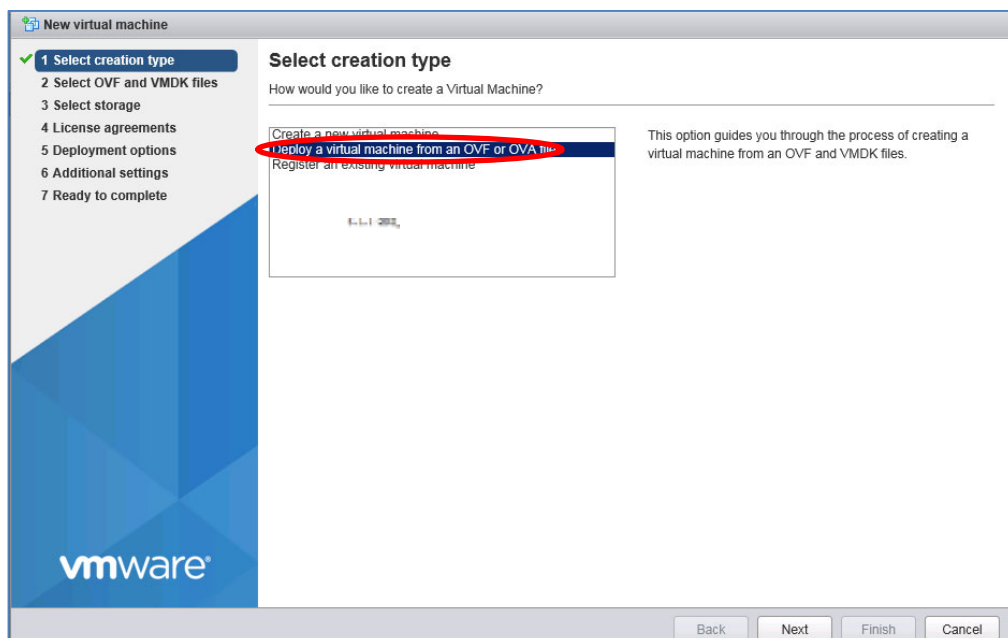 New virtual machine
1 Select creation type
2 Select OVF and VMDK files
3 Select storage
4 License agreements
5 Deployment options
6 Additional settings
7 Ready to complete
Select creation type
How would you like to create a Virtual Machine?
Create a new virtual machine
Deploy a virtual machine from an OVF or OVA file
Register an existing virtual machine
This option guides you through the process of creating a
virtual machine from an OVF and VMDK files.
vmware®
Back
Next
Finish
Cancel